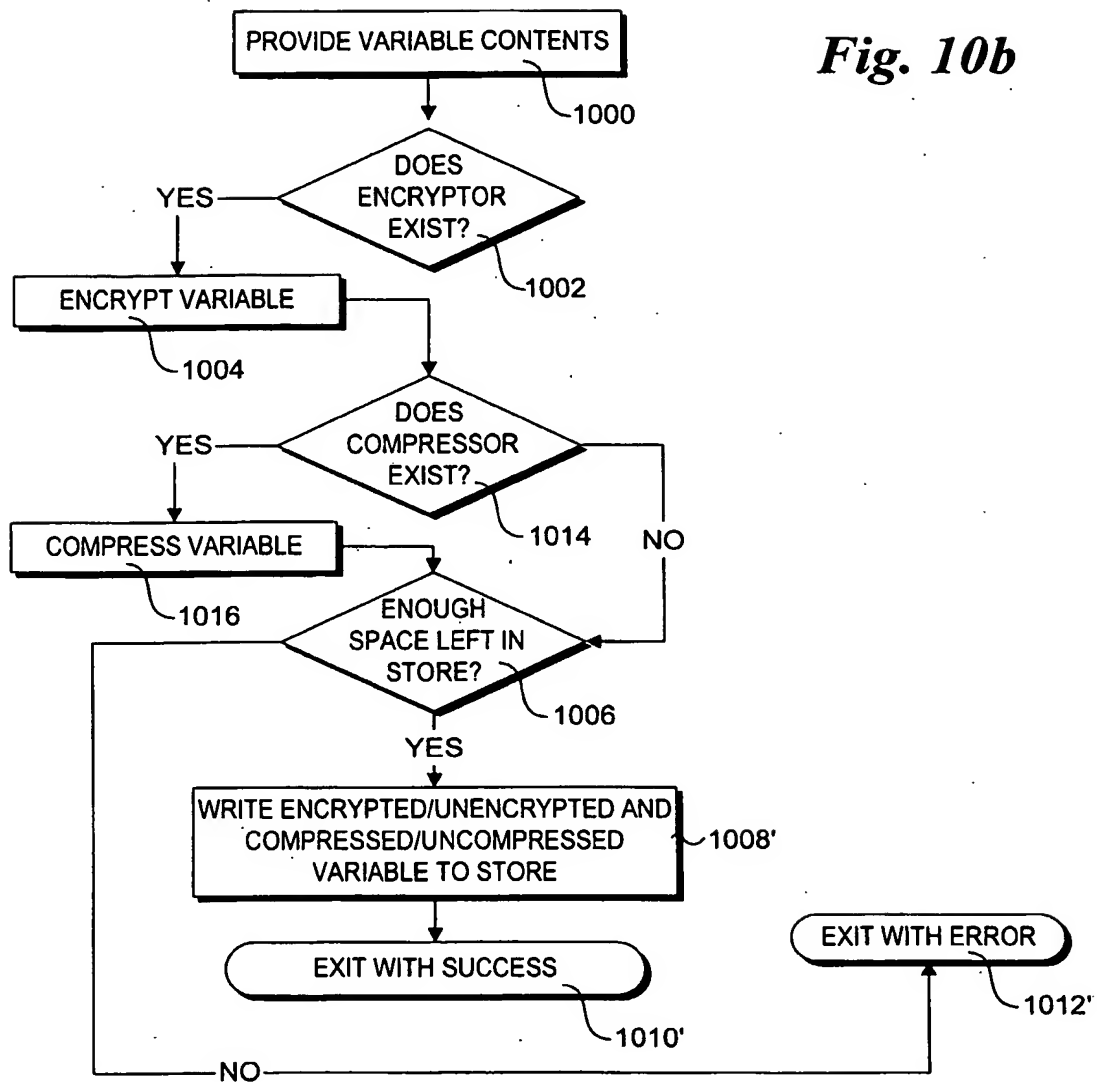 PROVIDE VARIABLE CONTENTS
Fig. 10b
1000
DOES
ENCRYPTOR
EXIST?
YES
1002
ENCRYPT VARIABLE
1004
DOES
COMPRESSOR
EXIST?
YES
1014
NO
COMPRESS VARIABLE
1016
ENOUGH
SPACE LEFT IN
STORE?
1006
YES
WRITE ENCRYPTED/UNENCRYPTED AND
COMPRESSED/UNCOMPRESSED
VARIABLE TO STORE
1008'
EXIT WITH SUCCESS
1010'
EXIT WITH ERROR
1012'
NO